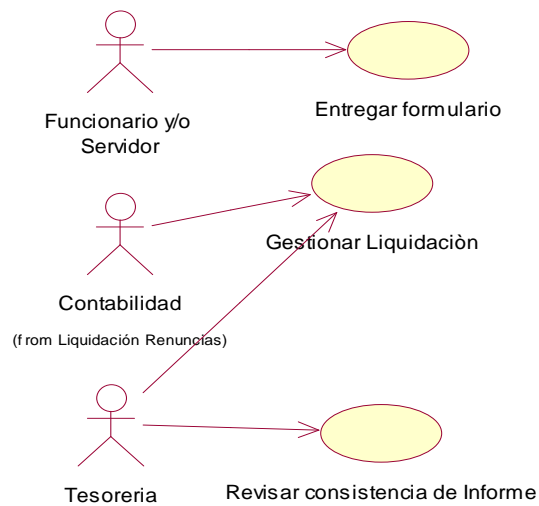 Entregar formulario
Funcionario y/o
Servidor
Gestionar Liquidaciòn
Contabilidad
(from Liquidación Renuncias)
Tesoreria
Revisar consistencia de Informe